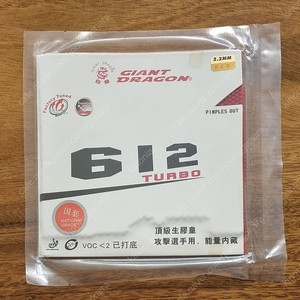 2.2MM
GIANT
DRAGON
PIMPLES OUT
612
TURBO
VOC <2 已打底
頂級生膠皇
攻擊選手用，能量內藏